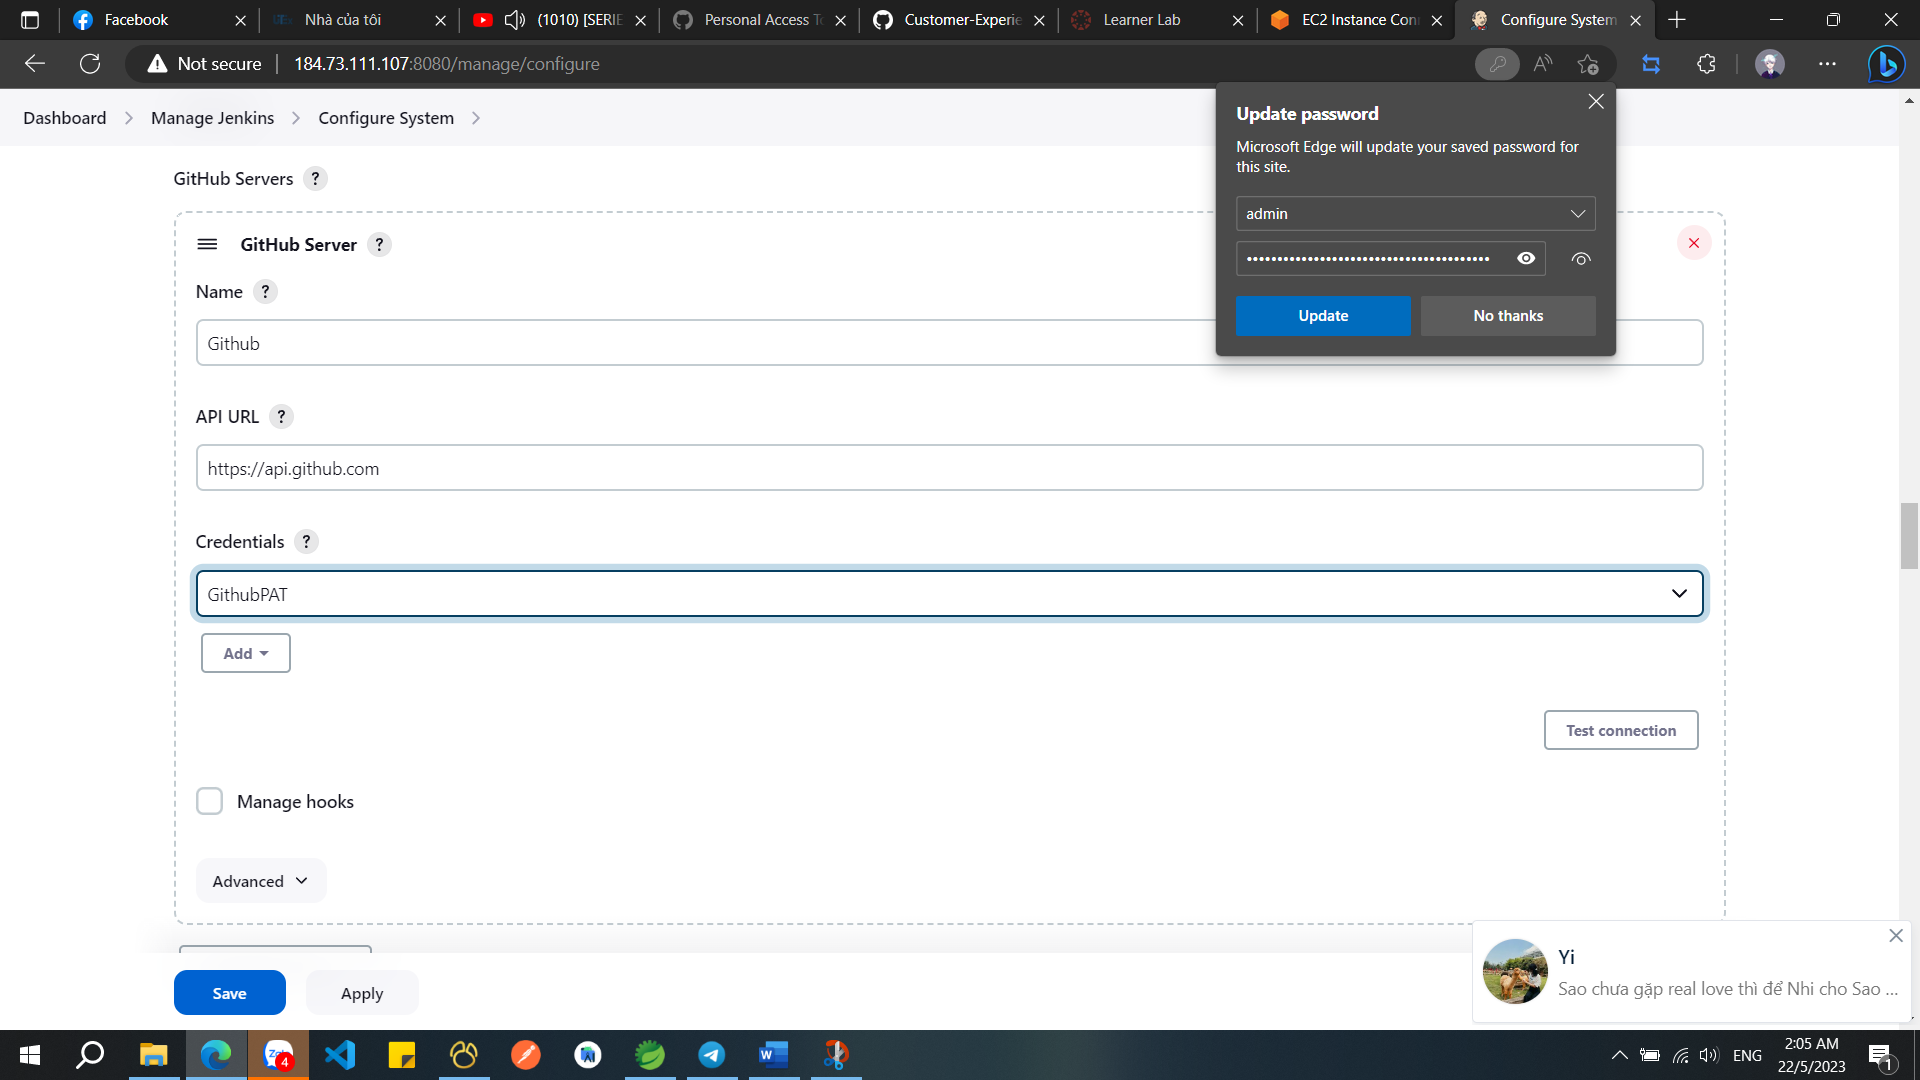 Facebook
Nhà của tôi
(1010) [SERIE
Personal Access To
Customer-Experie
Learner Lab
EC2 Instance Con
Configure System
Not secure
184.73.111.107:8080/manage/configure
Dashboard
Manage Jenkins
Configure System
Update password
Microsoft Edge will update your saved password for
this site.
admin
Update
No thanks
GitHub Servers ?
GitHub Server ?
Name ?
Github
API URL ?
https://api.github.com
Credentials ?
GithubPAT
Add
Test connection
Manage hooks
Advanced
Save
Apply
Yi
Sao chưa gặp real love thì để Nhi cho Sao ...
4
ENG
2:05 AM
22/5/2023
1